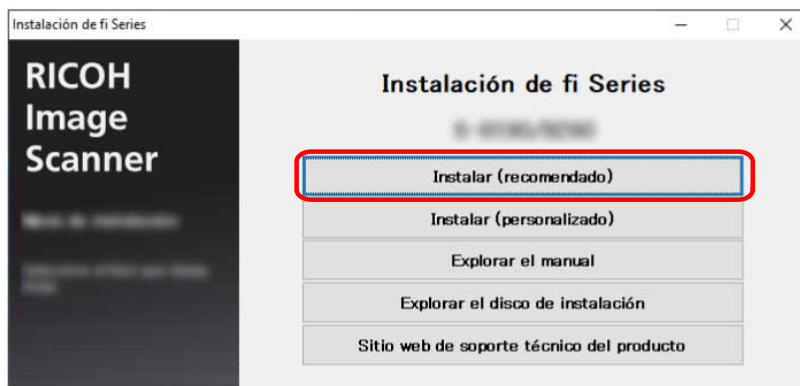 Instalación de fi Series
RICOH
Image
Scanner
Instalación de fi Series
Instalar (recomendado)
Instalar (personalizado)
Explorar el manual
Explorar el disco de instalación
Sitio web de soporte técnico del producto